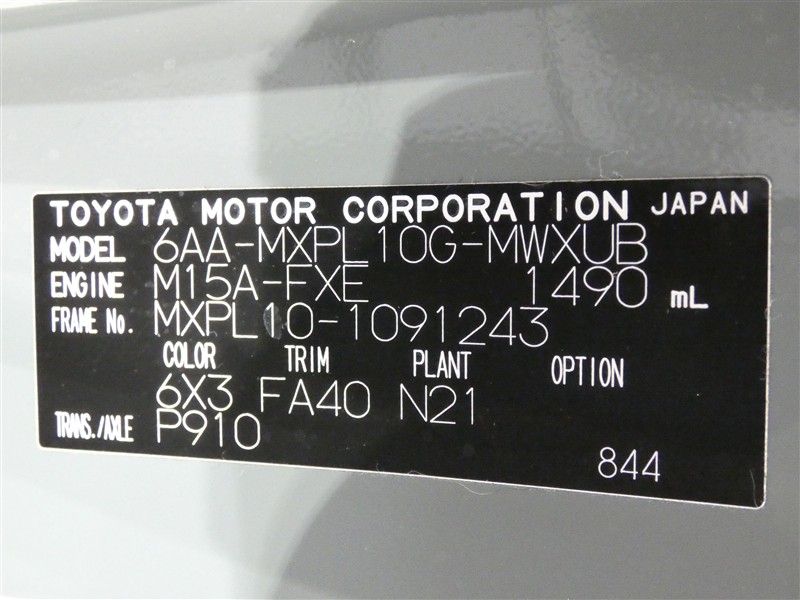 TOYOTA MOTOR CORPORATION JAPAN
MODEL 6AA-MXPL10G-MWXUB
ENGINE M15A-FXE 1490 mL
FRAME No. MXPL10-1091243
COLOR TRIM PLANT OPTION
6X3 FA40 N21
TRANS./AXLE P910
844